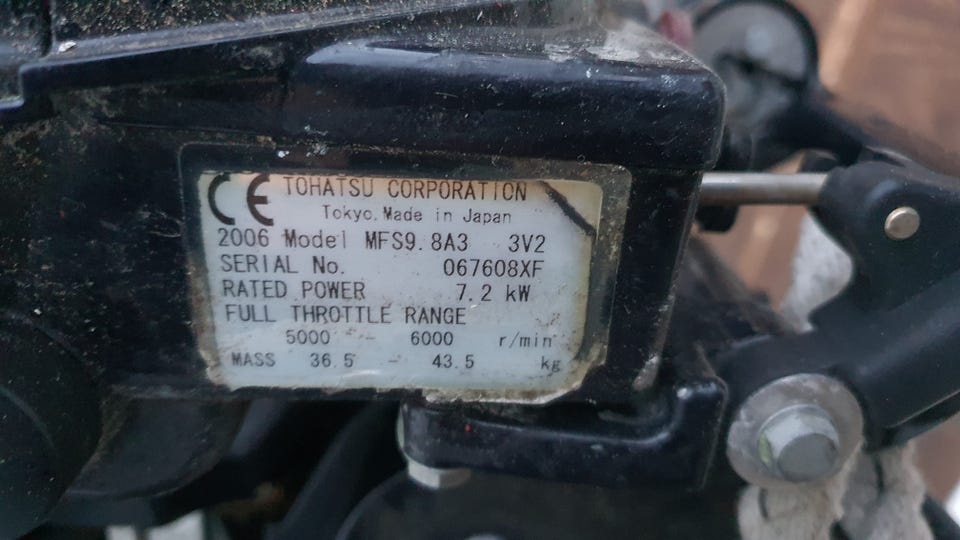 CE TOHATSU CORPORATION
Tokyo, Made in Japan
2006 Model MFS9.8A3 3V2
SERIAL No. 067608XF
RATED POWER 7.2 kW
FULL THROTTLE RANGE
5000 - 6000 r/min
MASS 36.5 - 43.5 kg